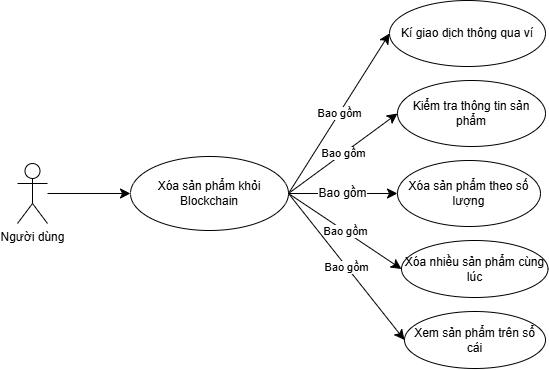 Kí giao dịch thông qua ví
Bao gồm
Kiểm tra thông tin sản
phẩm
Bao gồm
Xóa sản phẩm khỏi
Blockchain
Bao gồm
Xóa sản phẩm theo số
lượng
Người dùng
Bao gồm
Xóa nhiều sản phẩm cùng
lúc
Bao gồm
Xem sản phẩm trên sổ
cái